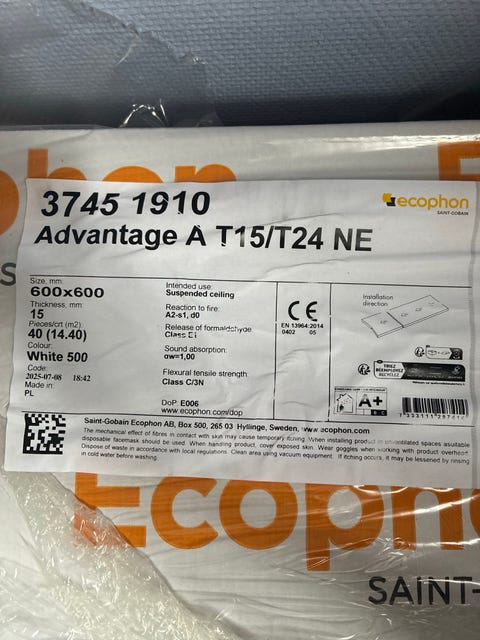 ecophon
3745 1910
ecophon
SAINT-GOBAIN
Advantage A T15/T24 NE
Size, mm
600x600
Thickness, mm
15
Pieces/crt (m2)
40 (14.40)
Colour:
White 500
Code:
2025-07-08 18:42
Made in:
PL
Intended use:
Suspended ceiling
Reaction to fire:
A2-s1, d0
Release of formaldehyde
Class E1
Sound absorption:
αw=1,00
Flexural tensile strength:
Class C/3N
DoP: E006
www.ecophon.com/dop
CE
EN 13964:2014
0402 05
Installation
direction
TRIEZ
RECYCLEZ
A+
Saint-Gobain Ecophon AB, Box 500, 265 03 Hyllinge, Sweden, www.ecophon.com
The mechanical effect of fibres in contact with skin may cause temporary itching. When installing product in unventilated spaces a suitable
disposable facemask should be used. When handling product, cover exposed skin. Wear goggles when working with product overhead.
Dispose of waste in accordance with local regulations. Clean area using vacuum equipment. If itching occurs, it may be lessened by rinsing
in cold water before washing.
Ecopho
SAINT-